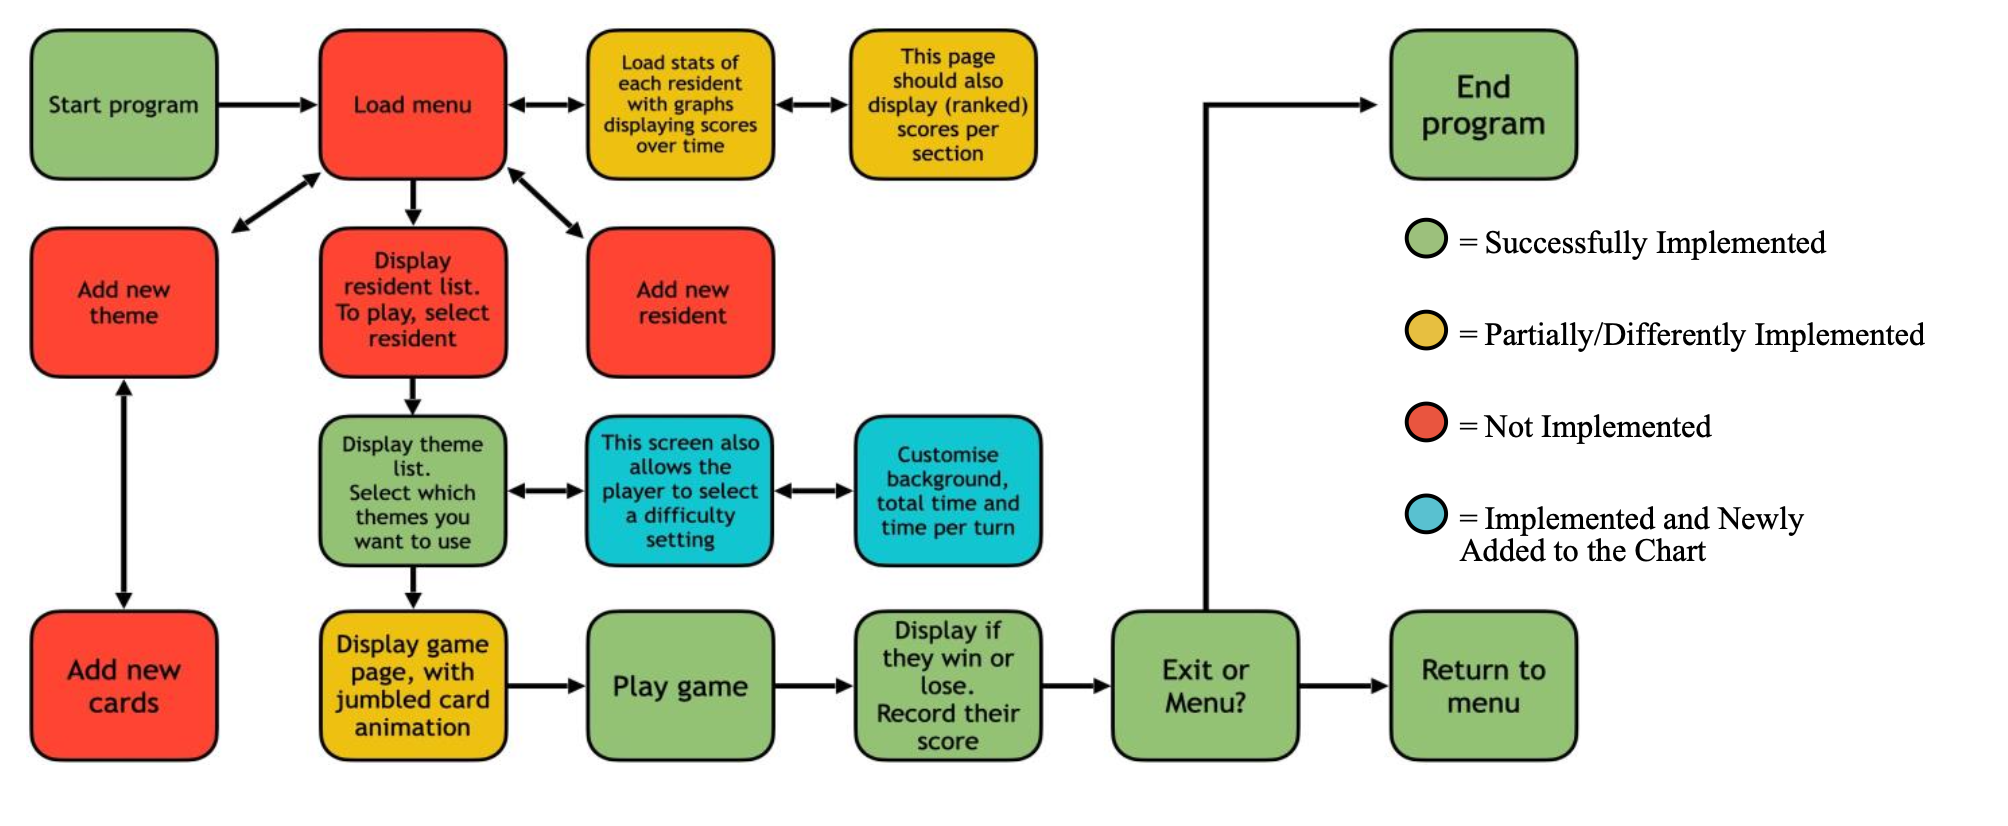 Start program
Load menu
Load stats of
each resident
with graphs
displaying scores
over time
This page
should also
display (ranked)
scores per
section
End
program
Add new
theme
Display
resident list.
To play, select
resident
Add new
resident
= Successfully Implemented
= Partially/Differently Implemented
= Not Implemented
= Implemented and Newly
Added to the Chart
Display theme
list.
Select which
themes you
want to use
This screen also
allows the
player to select
a difficulty
setting
Customise
background,
total time and
time per turn
Add new
cards
Display game
page, with
jumbled card
animation
Play game
Display if
they win or
lose.
Record their
score
Exit or
Menu?
Return to
menu